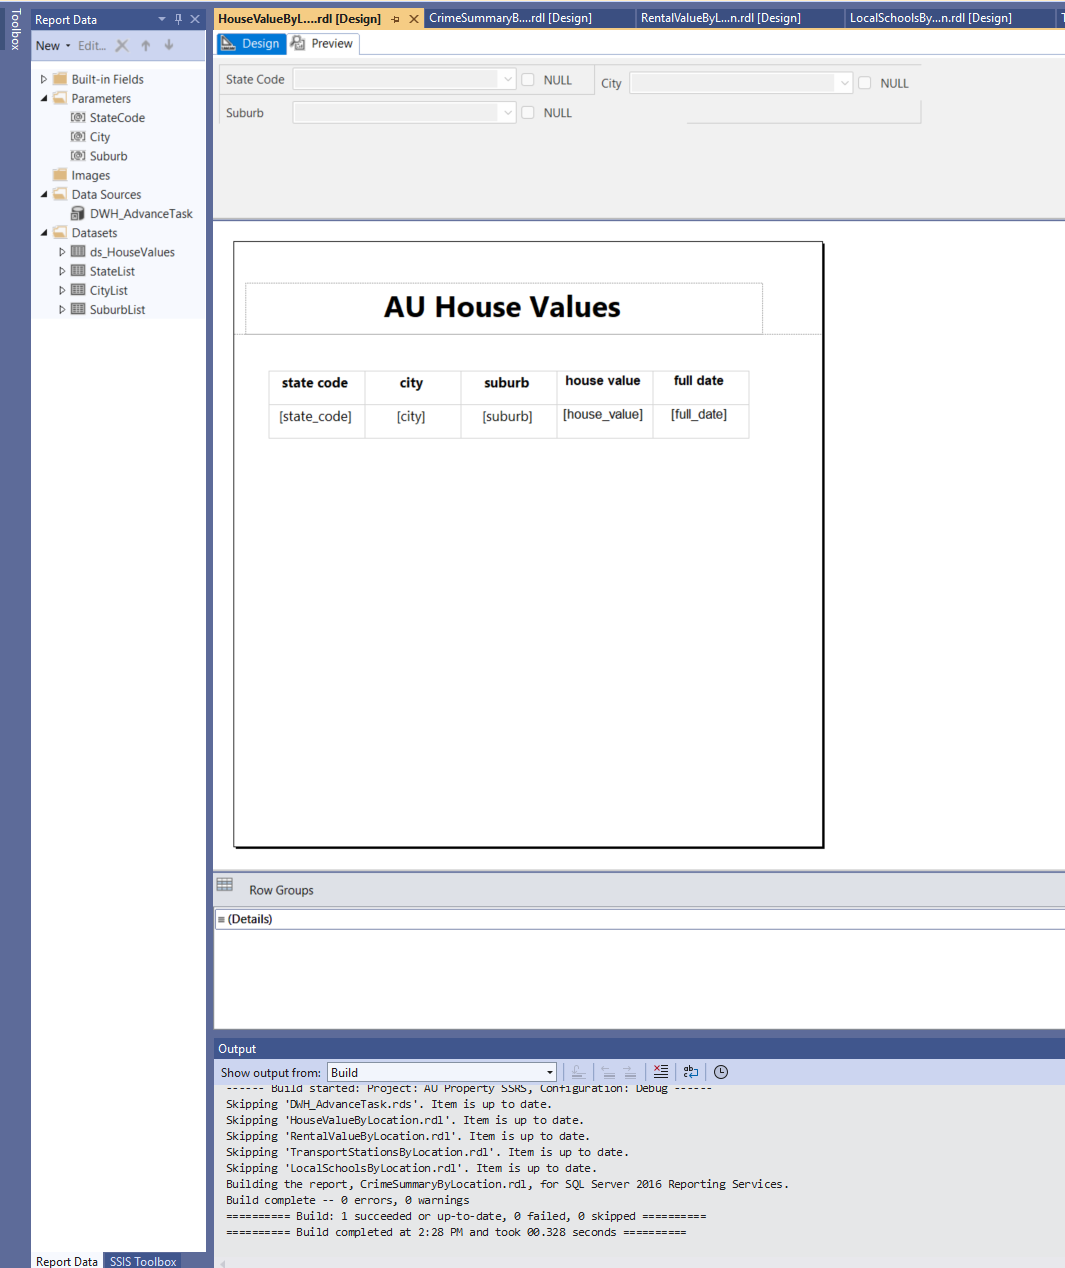 Toolbox
Report Data
New Edit...
Built-in Fields
Parameters
StateCode
City
Suburb
Images
Data Sources
DWH_AdvanceTask
Datasets
ds_HouseValues
StateList
CityList
SuburbList
Report Data SSIS Toolbox
HouseValueByL....rdl [Design] CrimeSummaryB....rdl [Design] RentalValueByL...n.rdl [Design] LocalSchoolsBy...n.rdl [Design]
Design Preview
State Code NULL City NULL
Suburb NULL
AU House Values
state code city suburb house value full date
[state_code] [city] [suburb] [house_value] [full_date]
Row Groups
(Details)
Output
Show output from: Build
------ Build started: Project: AU Property SSRS, Configuration: Debug ------
Skipping 'DWH_AdvanceTask.rds'. Item is up to date.
Skipping 'HouseValueByLocation.rdl'. Item is up to date.
Skipping 'RentalValueByLocation.rdl'. Item is up to date.
Skipping 'TransportStationsByLocation.rdl'. Item is up to date.
Skipping 'LocalSchoolsByLocation.rdl'. Item is up to date.
Building the report, CrimeSummaryByLocation.rdl, for SQL Server 2016 Reporting Services.
Build complete -- 0 errors, 0 warnings
========== Build: 1 succeeded or up-to-date, 0 failed, 0 skipped ==========
========== Build completed at 2:28 PM and took 00.328 seconds ==========